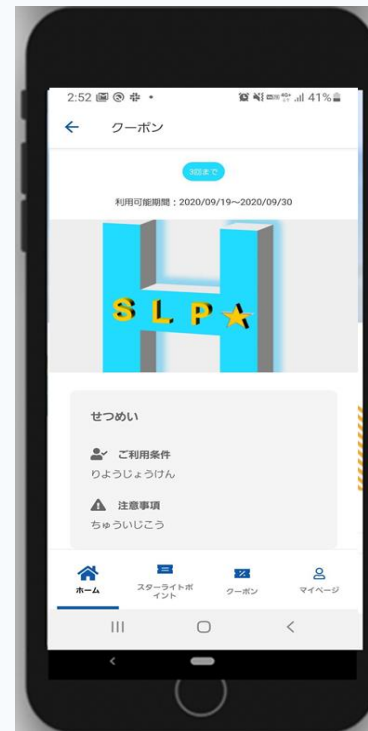 2:52
41%
クーポン
3回まで
利用可能期間：2020/09/19～2020/09/30
H
SLP
せつめい
ご利用条件
りようじょうけん
注意事項
ちゅういじこう
ホーム
スターライトポ
イント
クーポン
マイページ